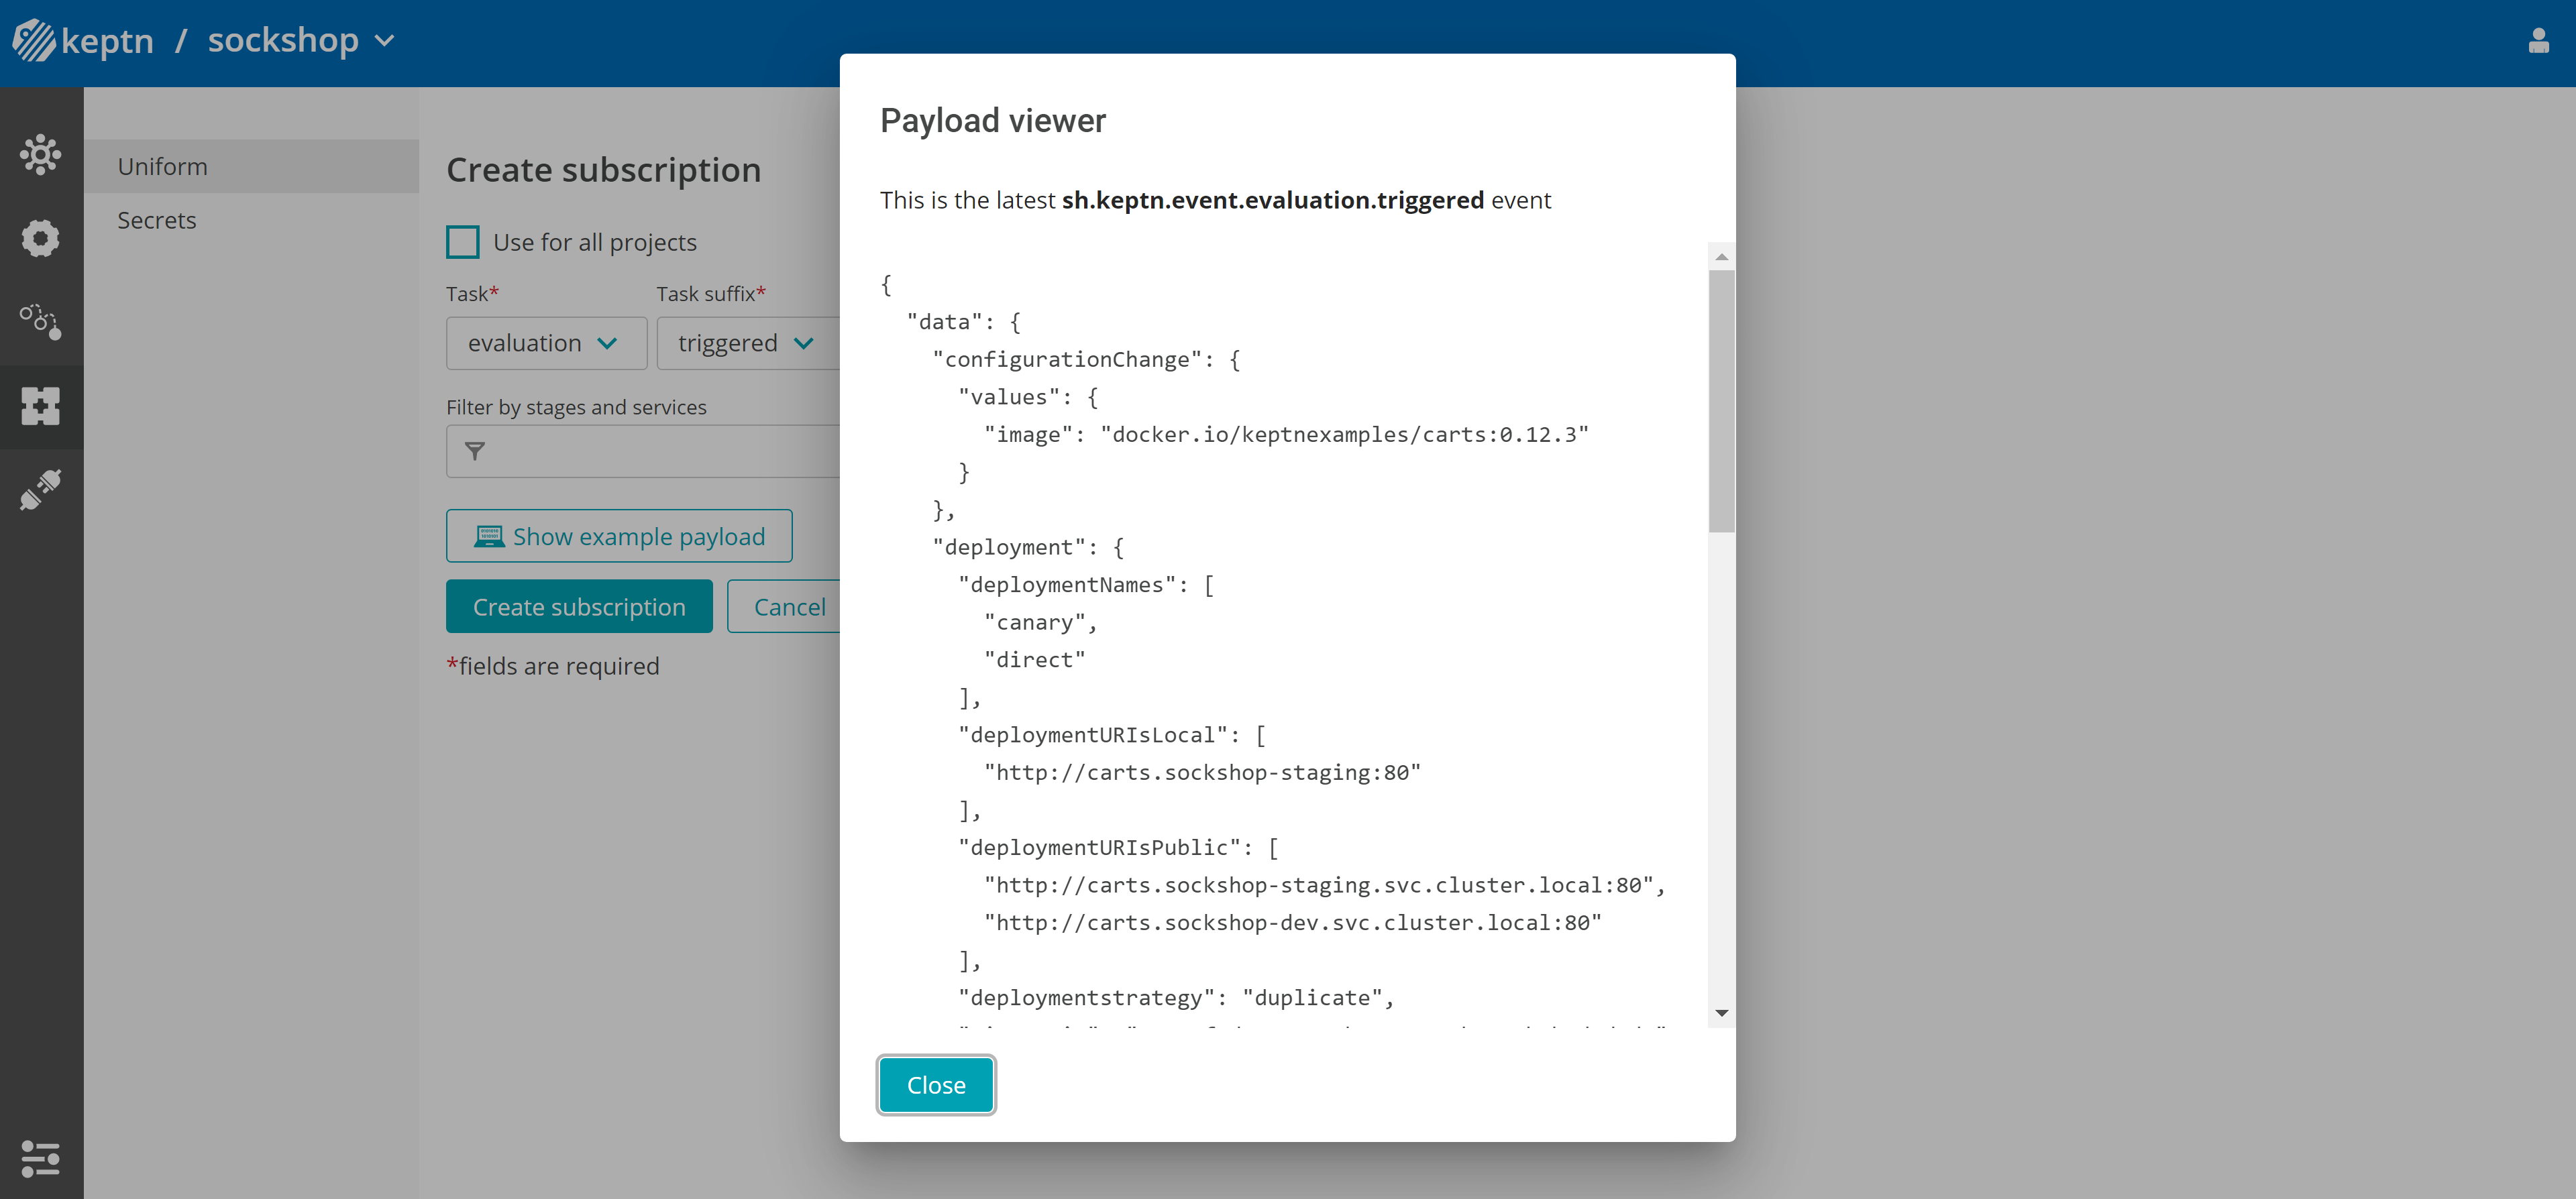 keptn / sockshop
Uniform
Secrets
Create subscription
Use for all projects
Task* Task suffix*
evaluation triggered
Filter by stages and services
Show example payload
Create subscription Cancel
*fields are required
Payload viewer
This is the latest sh.keptn.event.evaluation.triggered event
{
"data": {
"configurationChange": {
"values": {
"image": "docker.io/keptnexamples/carts:0.12.3"
}
},
"deployment": {
"deploymentNames": [
"canary",
"direct"
],
"deploymentURIsLocal": [
"http://carts.sockshop-staging:80"
],
"deploymentURIsPublic": [
"http://carts.sockshop-staging.svc.cluster.local:80",
"http://carts.sockshop-dev.svc.cluster.local:80"
],
"deploymentstrategy": "duplicate",
Close